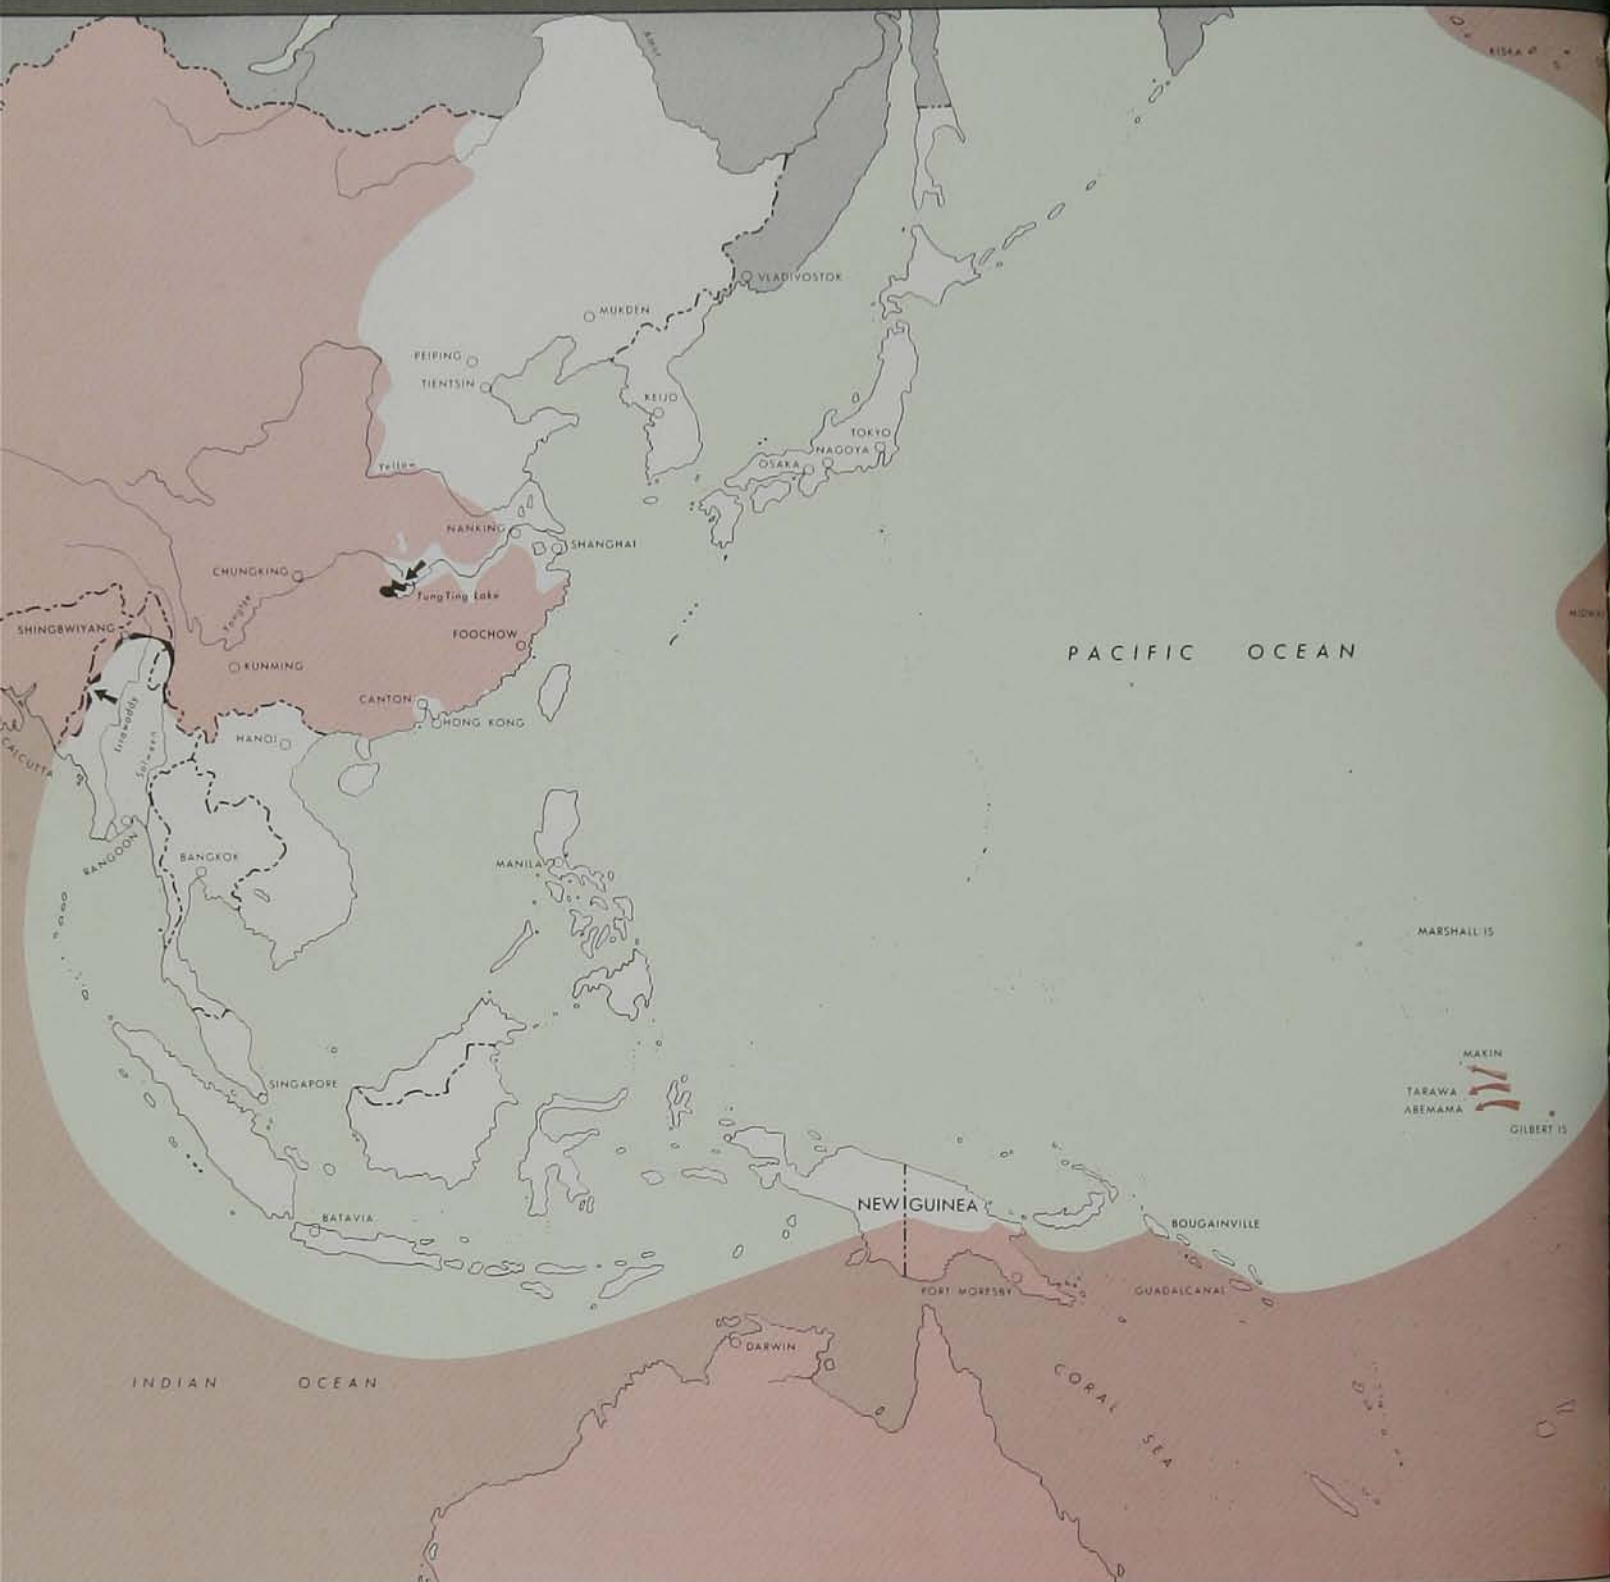 Amur
KISKA
VLADIVOSTOK
MUKDEN
PEIPING
TIENTSIN
KEIJO
TOKYO
NAGOYA
OSAKA
Yellow
NANKING
SHANGHAI
CHUNGKING
TungTing Lake
Yangtze
MIDWAY
SHINGBWIYANG
FOOCHOW
KUNMING
PACIFIC OCEAN
CANTON
HONG KONG
Irrawaddy
Salween
HANOI
CALCUTTA
RANGOON
BANGKOK
MANILA
MARSHALL IS
MAKIN
SINGAPORE
TARAWA
ABEMAMA
GILBERT IS
NEW GUINEA
BATAVIA
BOUGAINVILLE
PORT MORESBY
GUADALCANAL
DARWIN
INDIAN OCEAN
CORAL SEA